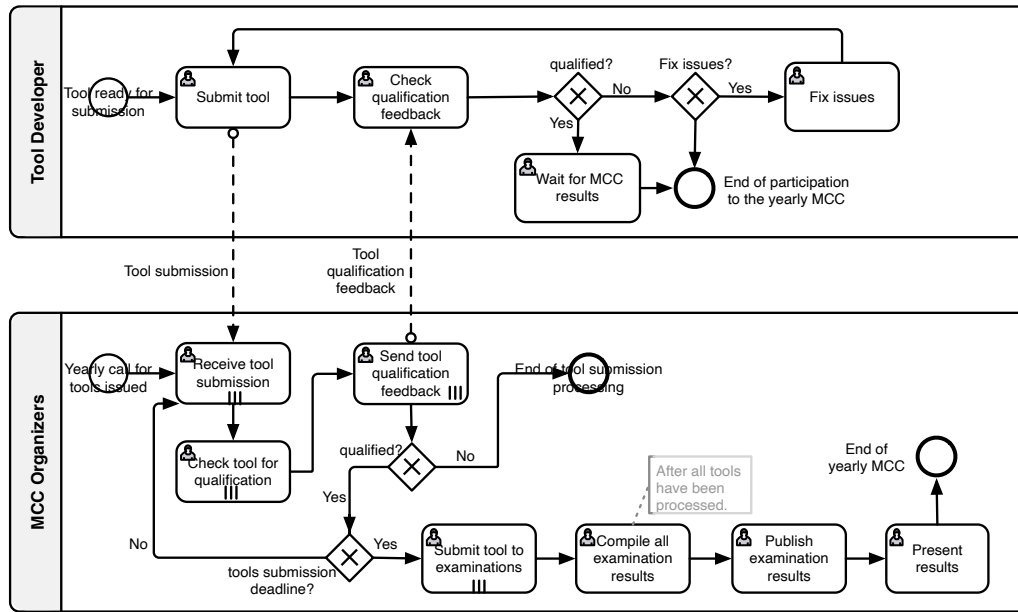 Tool Developer
Tool ready for
submission
Submit tool
Check
qualification
feedback
qualified?
No
Yes
Fix issues?
Yes
Fix issues
Wait for MCC
results
End of participation
to the yearly MCC
Tool submission
Tool
qualification
feedback
MCC Organizers
Yearly call for
tools issued
Receive tool
submission
Send tool
qualification
feedback
End of tool submission
processing
Check tool for
qualification
qualified?
No
Yes
After all tools
have been
processed.
End of
yearly MCC
No
tools submission
deadline?
Yes
Submit tool to
examinations
Compile all
examination
results
Publish
examination
results
Present
results